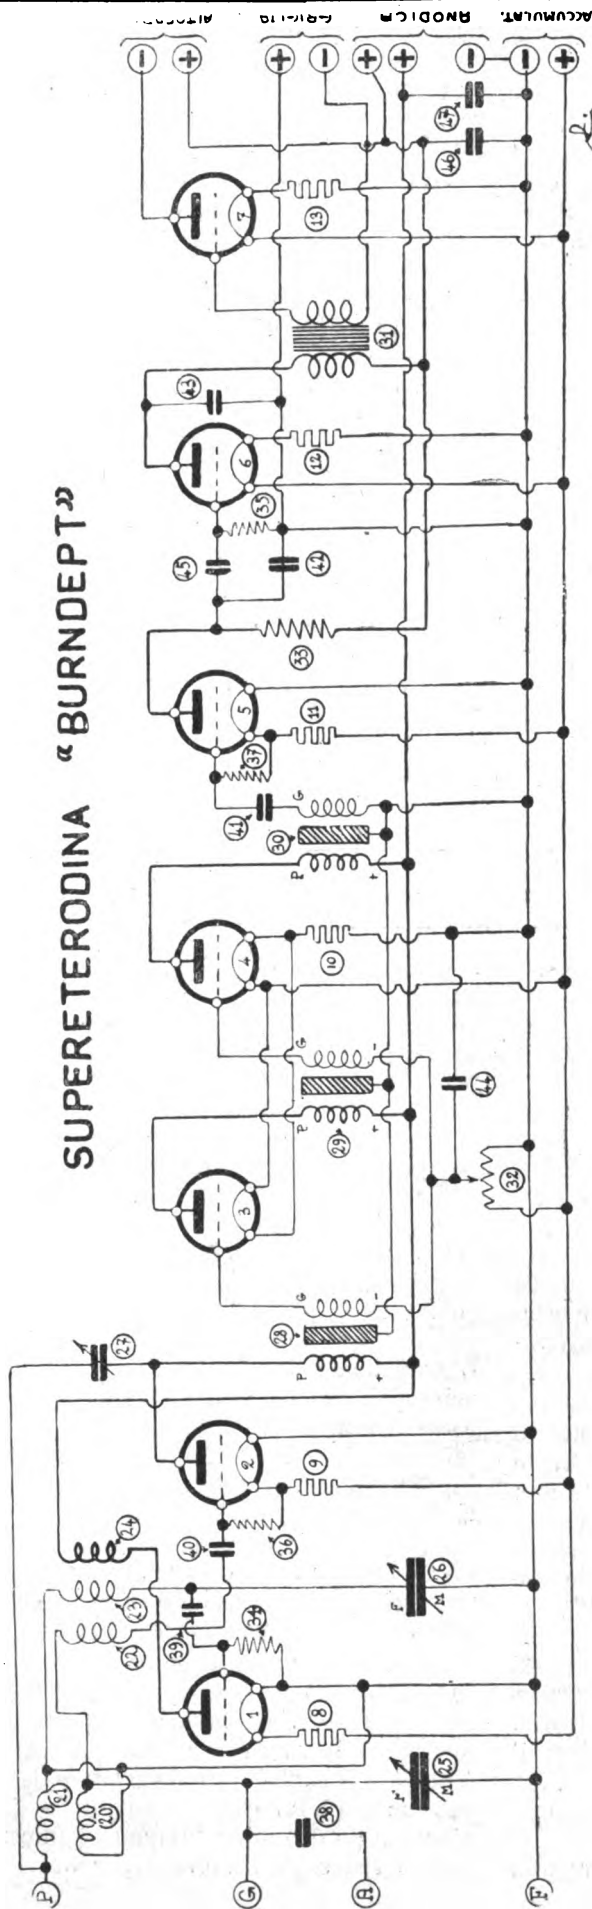 SUPERETERODINA “BURNDEPT”
ANODICA
ACCUMULAT.
− + + − + + − − +
7
13
47
46
31
43
6
12
35
45
42
33
5
11
37
41
G
30
P
+
4
10
G
−
44
P
29
+
3
32
G
−
28
P
+
27
2
9
24
40
36
23
22
39
34
F
26
M
1
8
21
20
25
M
38
P
G
A
F